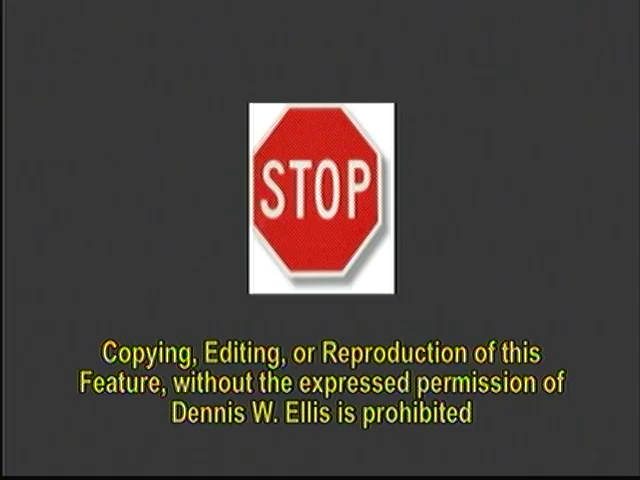 STOP
Copying, Editing, or Reproduction of this
Feature, without the expressed permission of
Dennis W. Ellis is prohibited